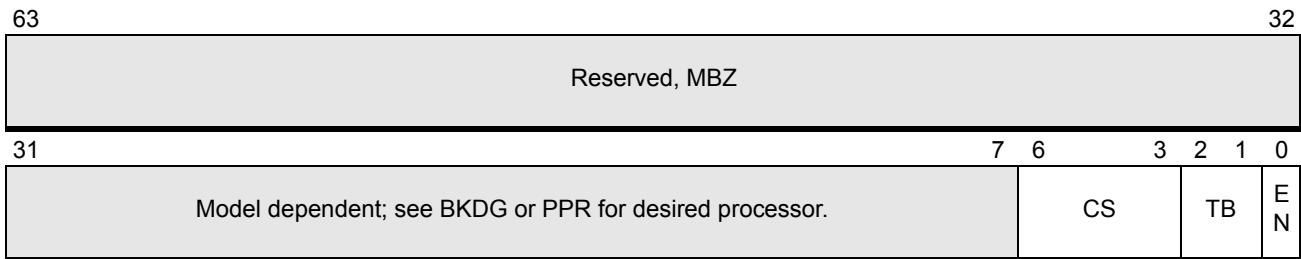 63 32
Reserved, MBZ
31 7 6 3 2 1 0
Model dependent; see BKDG or PPR for desired processor. CS TB E
N